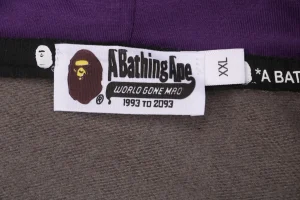 A Bathing Ape
WORLD GONE MAD
1993 TO 2093
XXL
*A BAT